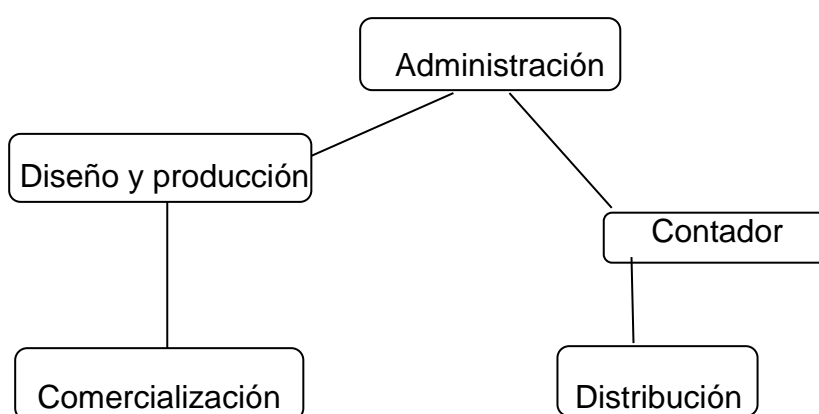 Administración
Diseño y producción
Contador
Comercialización
Distribución